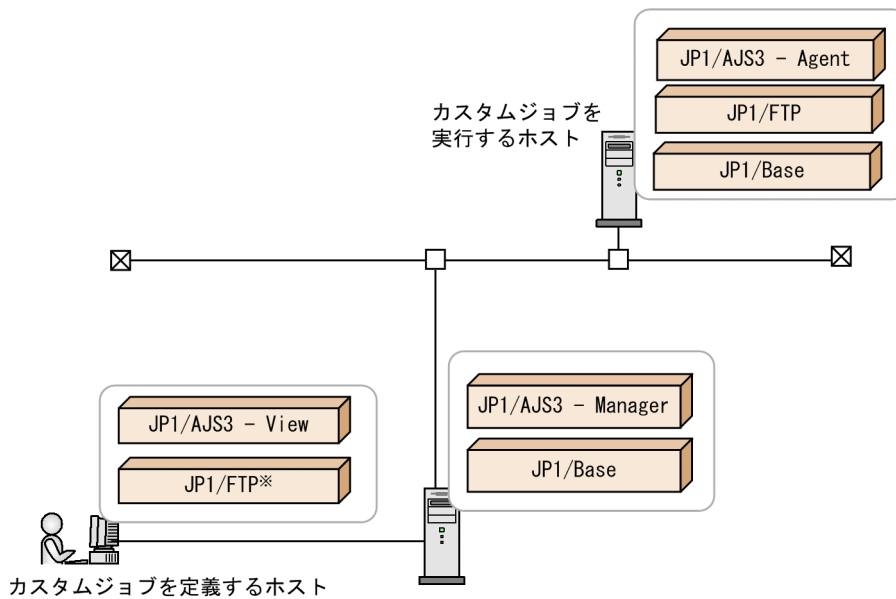 JP1/AJS3 − Agent
カスタムジョブを
実行するホスト
JP1/FTP
JP1/Base
JP1/AJS3 − View
JP1/FTP※
JP1/AJS3 − Manager
JP1/Base
カスタムジョブを定義するホスト